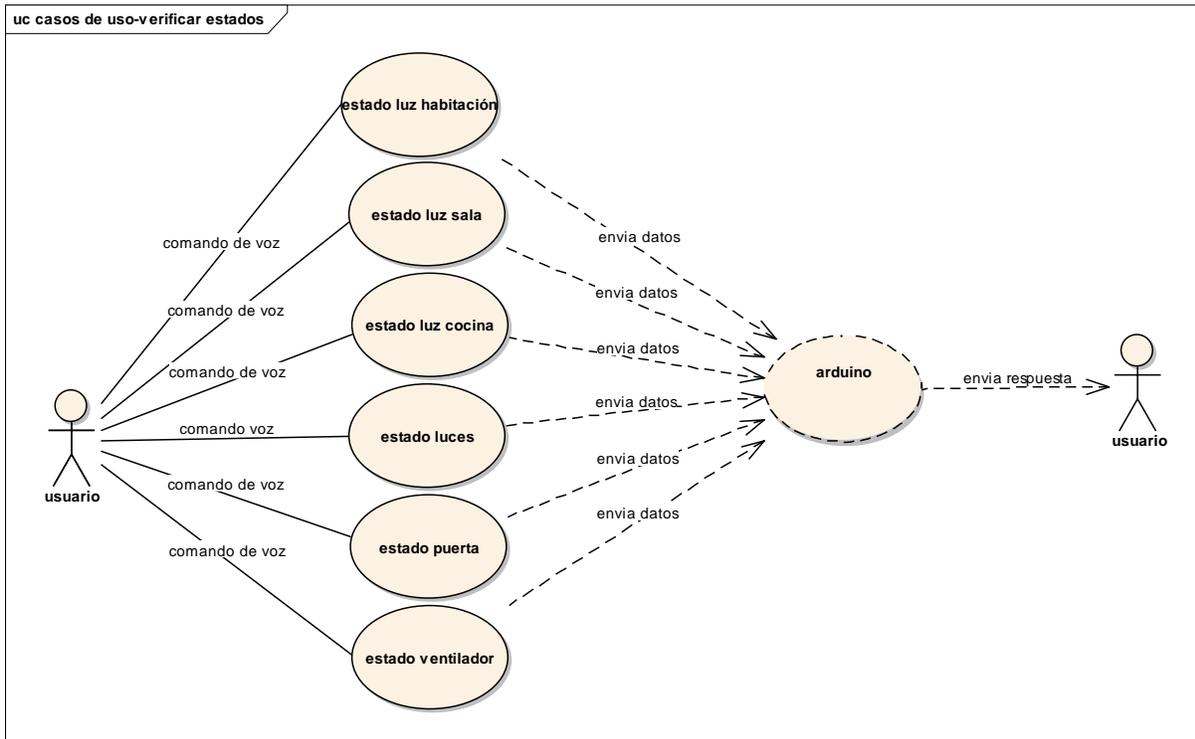 uc casos de uso-verificar estados
estado luz habitación
comando de voz
estado luz sala
envia datos
comando de voz
envia datos
estado luz cocina
envia datos
comando de voz
arduino
envia respuesta
usuario
envia datos
comando voz
estado luces
usuario
envia datos
comando de voz
envia datos
estado puerta
comando de voz
estado ventilador
usuario